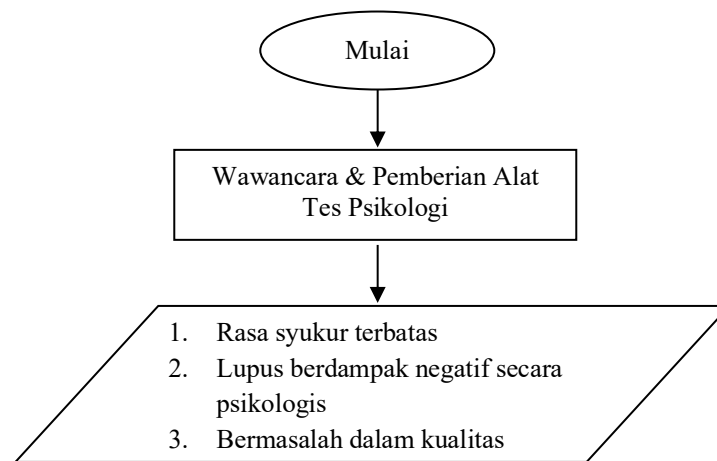 Mulai
Wawancara & Pemberian Alat
Tes Psikologi
1. Rasa syukur terbatas
2. Lupus berdampak negatif secara
psikologis
3. Bermasalah dalam kualitas